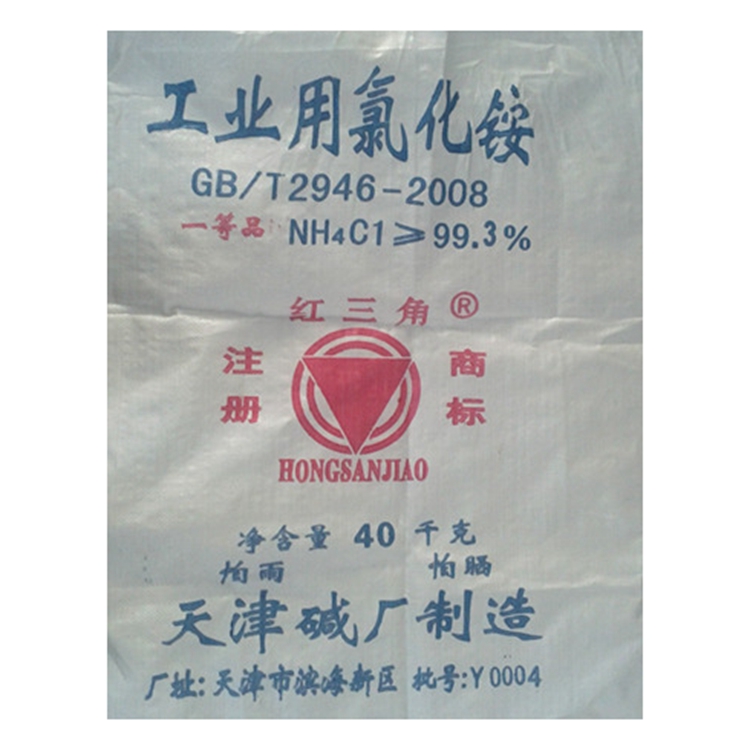 工业用氯化铵
GB/T2946-2008
一等品 NH₄C1≥99.3%
红三角®
注册 商标
HONGSANJIAO
净含量 40 千克
怕雨 怕晒
天津碱厂制造
厂址:天津市滨海新区 批号:Y0004